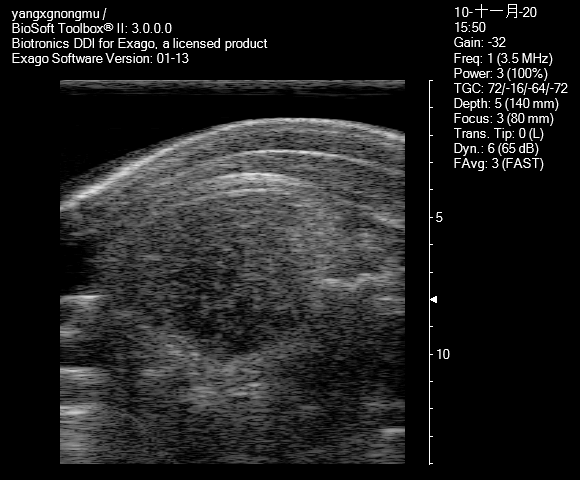 yangxgnongmu /
BioSoft Toolbox® II: 3.0.0.0
Biotronics DDI for Exago, a licensed product
Exago Software Version: 01-13
10-十一月-20
15:50
Gain: -32
Freq: 1 (3.5 MHz)
Power: 3 (100%)
TGC: 72/-16/-64/-72
Depth: 5 (140 mm)
Focus: 3 (80 mm)
Trans. Tip: 0 (L)
Dyn.: 6 (65 dB)
FAvg: 3 (FAST)
5
10